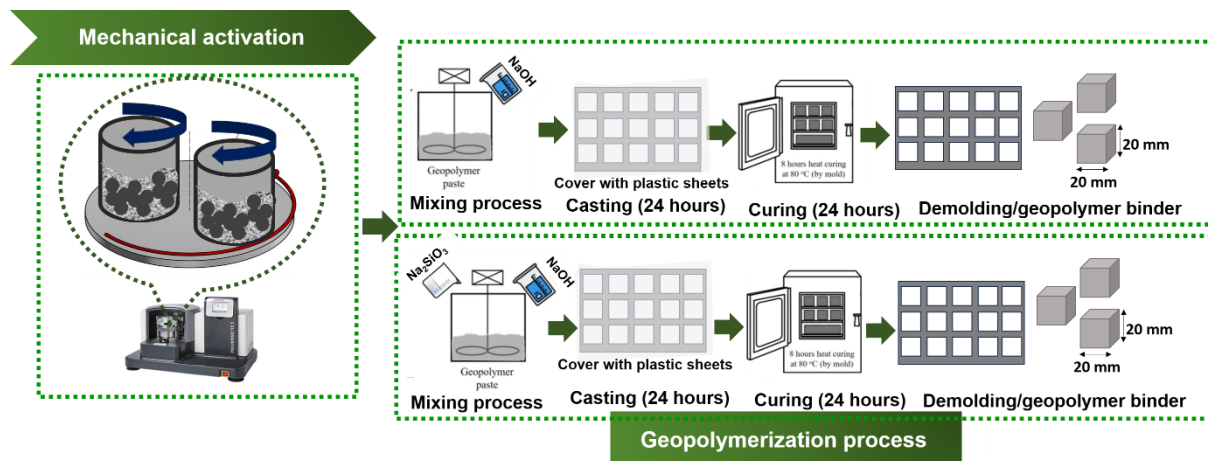 Mechanical activation
NaOH
Geopolymer
paste
Mixing process
Cover with plastic sheets
Casting (24 hours)
8 hours heat curing
at 80 °C (by mold)
Curing (24 hours)
20 mm
20 mm
Demolding/geopolymer binder
Na₂SiO₃
NaOH
Geopolymer
paste
Mixing process
Cover with plastic sheets
Casting (24 hours)
8 hours heat curing
at 80 °C (by mold)
Curing (24 hours)
20 mm
20 mm
Demolding/geopolymer binder
Geopolymerization process